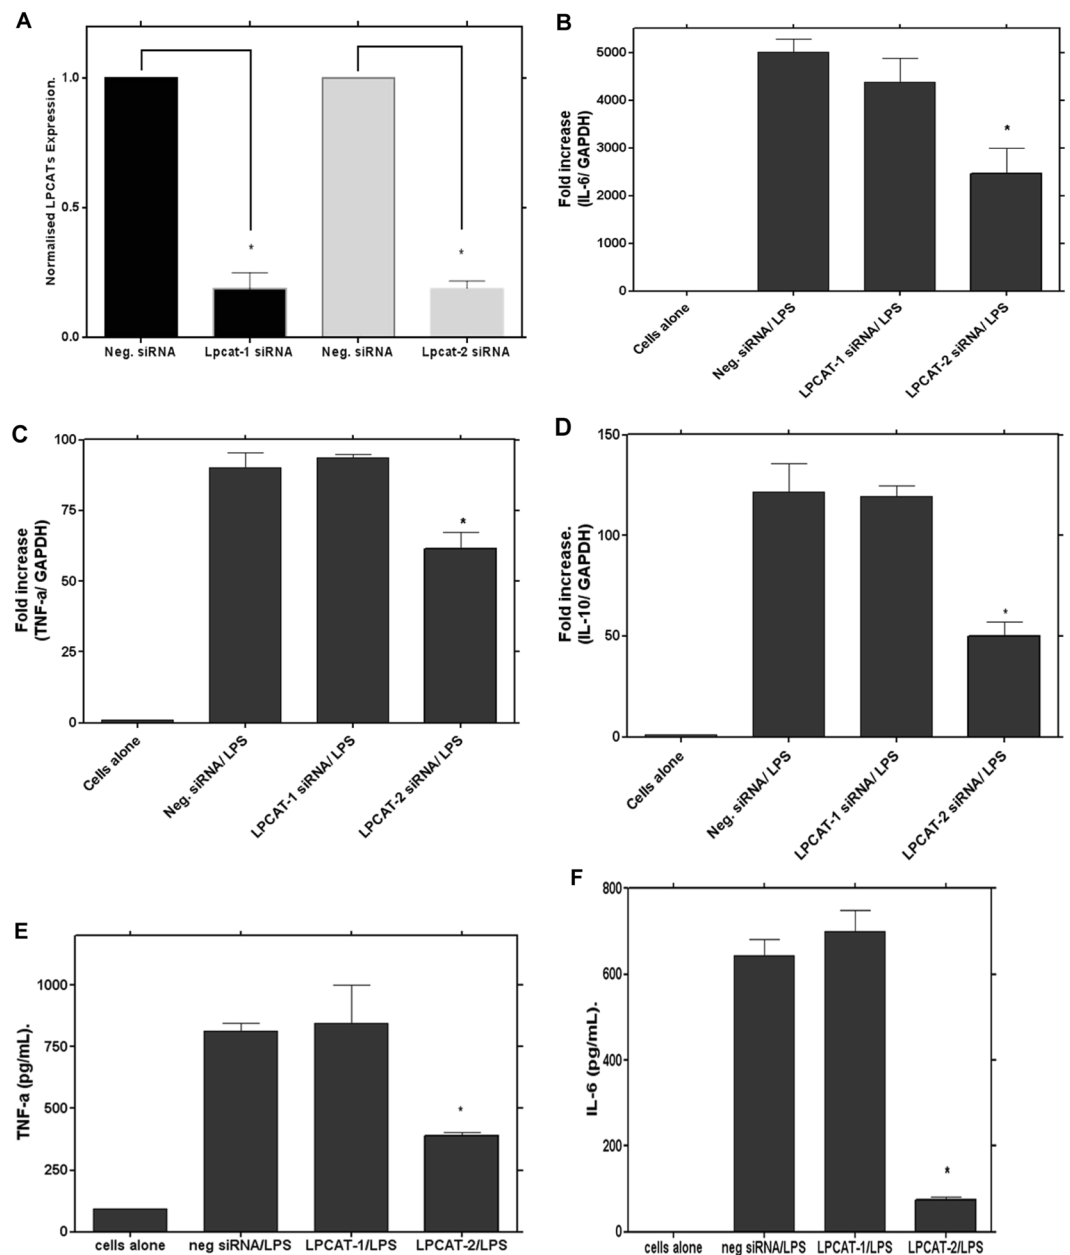 A
Normalised LPCATs Expression.
1.0
0.5
0.0
*
*
Neg. siRNA
Lpcat-1 siRNA
Neg. siRNA
Lpcat-2 siRNA
B
Fold increase
(IL-6/ GAPDH)
5000
4000
3000
2000
1000
0
*
Cells alone
Neg. siRNA/ LPS
LPCAT-1 siRNA/ LPS
LPCAT-2 siRNA/ LPS
C
Fold increase
(TNF-a/ GAPDH)
100
75
50
25
0
*
Cells alone
Neg. siRNA/ LPS
LPCAT-1 siRNA/ LPS
LPCAT-2 siRNA/ LPS
D
Fold increase.
(IL-10/ GAPDH)
150
100
50
0
*
Cells alone
Neg. siRNA/ LPS
LPCAT-1 siRNA/ LPS
LPCAT-2 siRNA/ LPS
E
TNF-a (pg/mL).
1000
750
500
250
0
*
cells alone
neg siRNA/LPS
LPCAT-1/LPS
LPCAT-2/LPS
F
IL-6 (pg/mL).
800
600
400
200
0
*
cells alone
neg siRNA/LPS
LPCAT-1/LPS
LPCAT-2/LPS